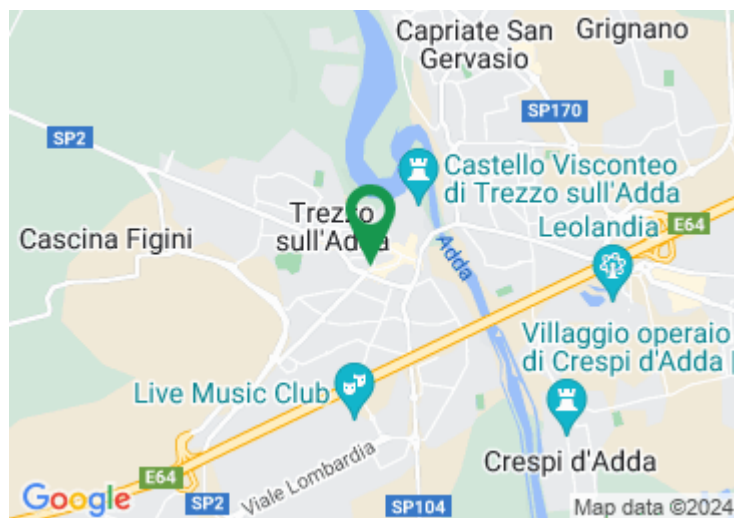 Capriate San
Gervasio
Grignano
SP170
SP2
Castello Visconteo
di Trezzo sull'Adda
Trezzo
sull'Adda
Cascina Figini
Leolandia
E64
Adda
Villaggio operaio
di Crespi d'Adda |
Live Music Club
Crespi d'Adda
E64
Viale Lombardia
Google
SP2
SP104
Map data ©2024